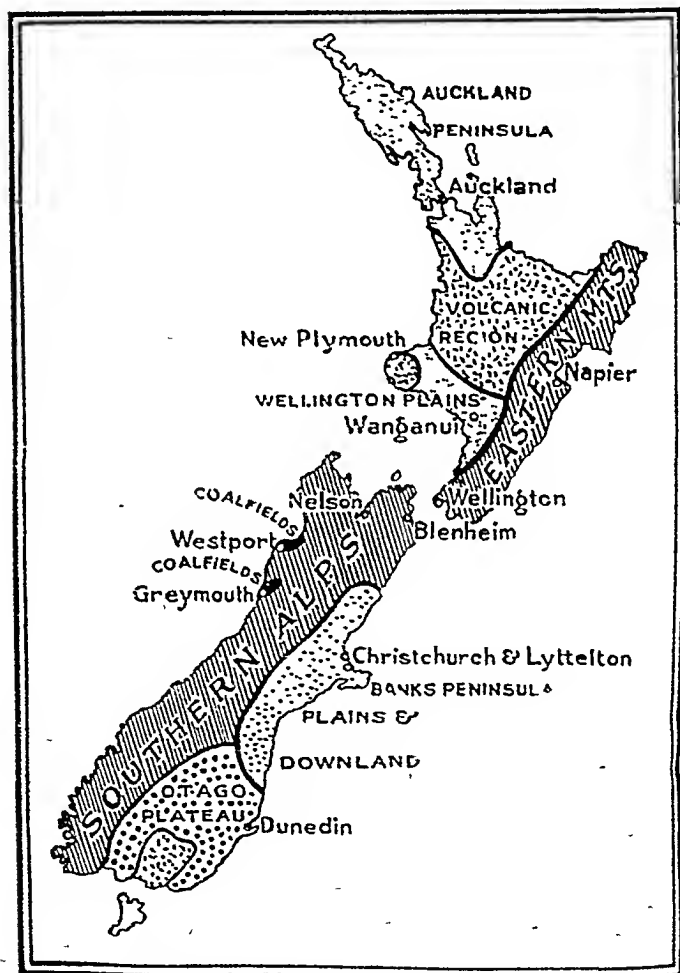 AUCKLAND
PENINSULA
Auckland
VOLCANIC
REGION
EASTERN MTS
New Plymouth
Napier
WELLINGTON PLAINS
Wanganui
Wellington
Nelson
COALFIELDS
Westport
Blenheim
COALFIELDS
Greymouth
SOUTHERN ALPS
Christchurch & Lyttelton
BANKS PENINSULA
PLAINS &
DOWNLAND
OTAGO
PLATEAU
Dunedin